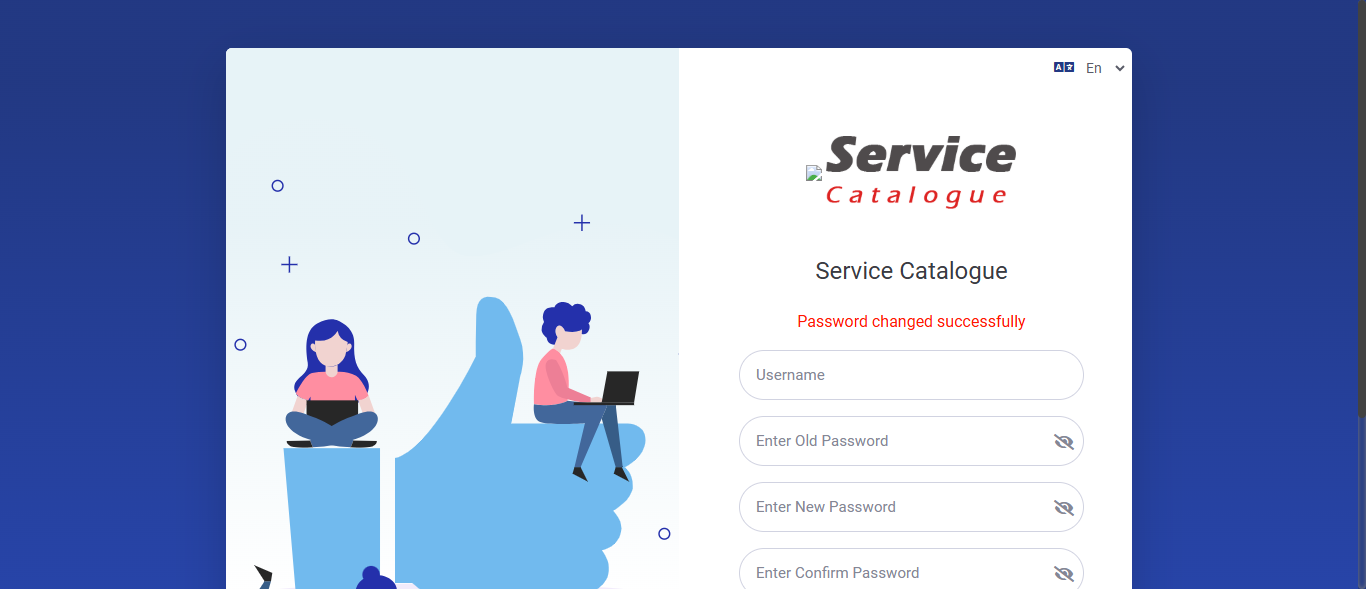 En
Service
Catalogue
Service Catalogue
Password changed successfully
Username
Enter Old Password
Enter New Password
Enter Confirm Password